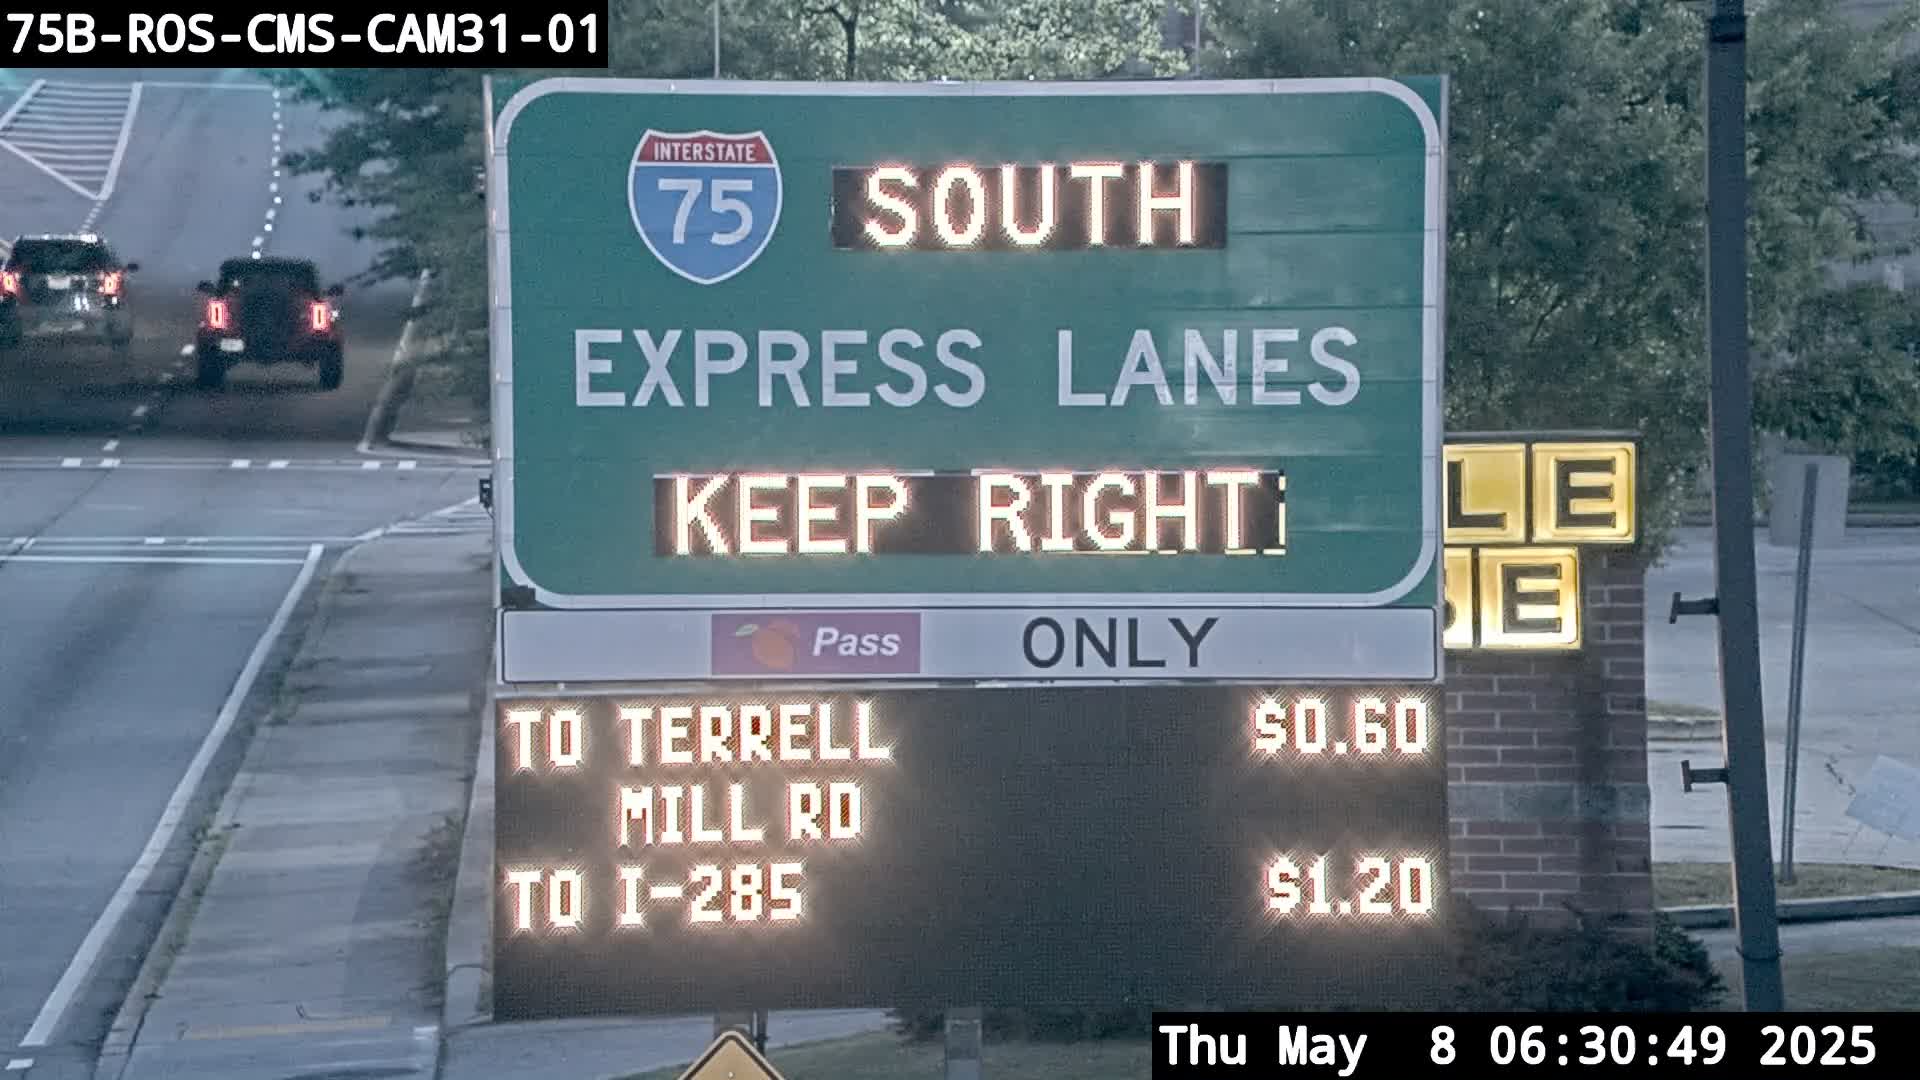 75B-ROS-CMS-CAM31-01
INTERSTATE
75
SOUTH
EXPRESS LANES
KEEP RIGHT
Pass ONLY
TO TERRELL $0.60
MILL RD
TO I-285 $1.20
LE
E
Thu May 8 06:30:49 2025